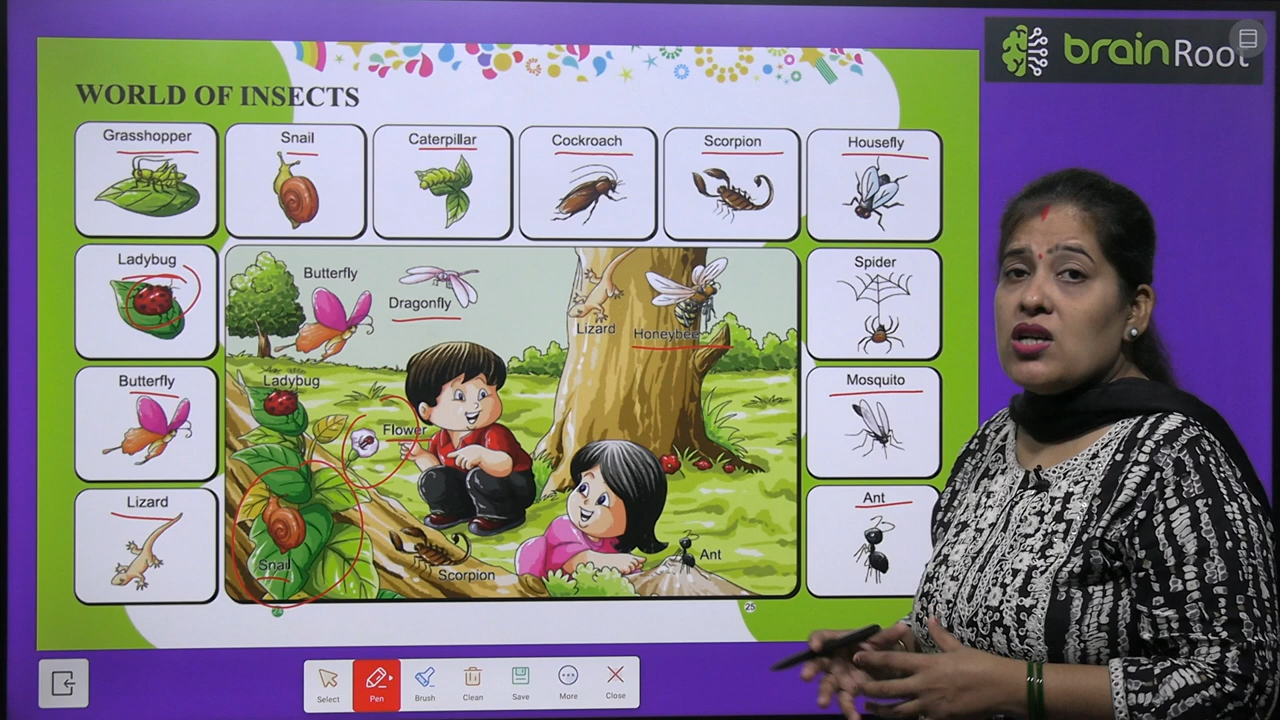 brainRoot
WORLD OF INSECTS
Grasshopper
Snail
Caterpillar
Cockroach
Scorpion
Housefly
Ladybug
Butterfly
Dragonfly
Lizard
Honeybee
Spider
Ladybug
Flower
Butterfly
Mosquito
Lizard
Snail
Scorpion
Ant
Ant
25
Select
Pen
Brush
Clean
Save
More
Close